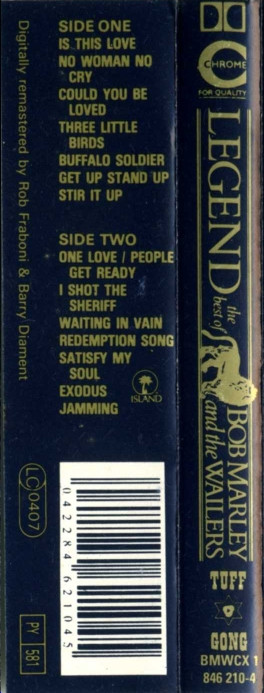 SIDE ONE
IS THIS LOVE
NO WOMAN NO
CRY
COULD YOU BE
LOVED
THREE LITTLE
BIRDS
BUFFALO SOLDIER
GET UP STAND UP
STIR IT UP
SIDE TWO
ONE LOVE / PEOPLE
GET READY
I SHOT THE
SHERIFF
WAITING IN VAIN
REDEMPTION SONG
SATISFY MY
SOUL
EXODUS
JAMMING
ISLAND
Digitally remastered by Rob Fraboni & Barry Diament
LC 0407
PY 581
0 42284 62104 5
CHROME
FOR QUALITY
LEGEND
the
best of
BOB MARLEY
and the WAILERS
TUFF
GONG
BMWCX 1
846 210-4